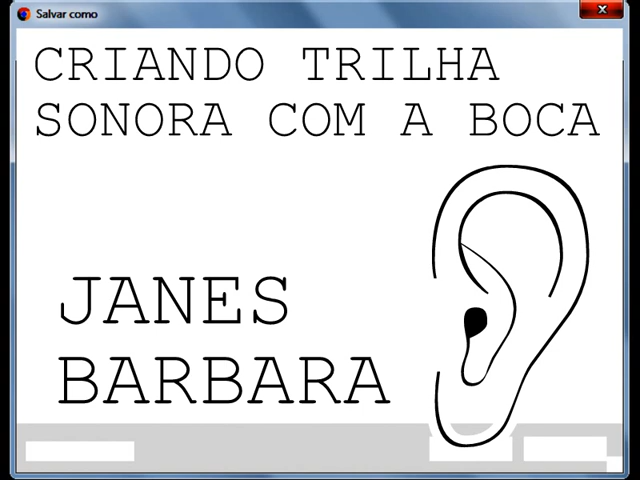 Salvar como
CRIANDO TRILHA
SONORA COM A BOCA
JANES
BARBARA